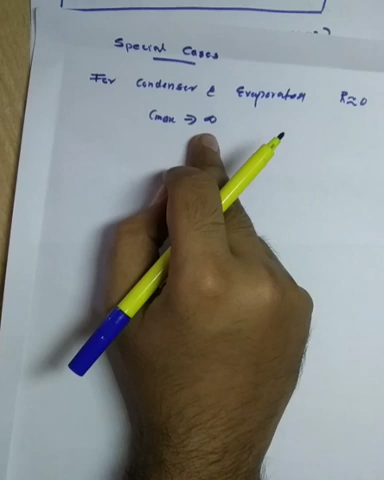 Special Cases
For Condenser & Evaporator R≈0
Cmax ⇒ ∞